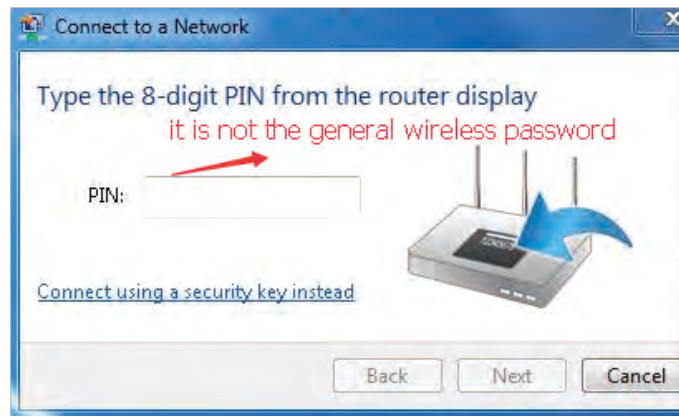 Connect to a Network
Type the 8-digit PIN from the router display
it is not the general wireless password
PIN:
Connect using a security key instead
Back Next Cancel